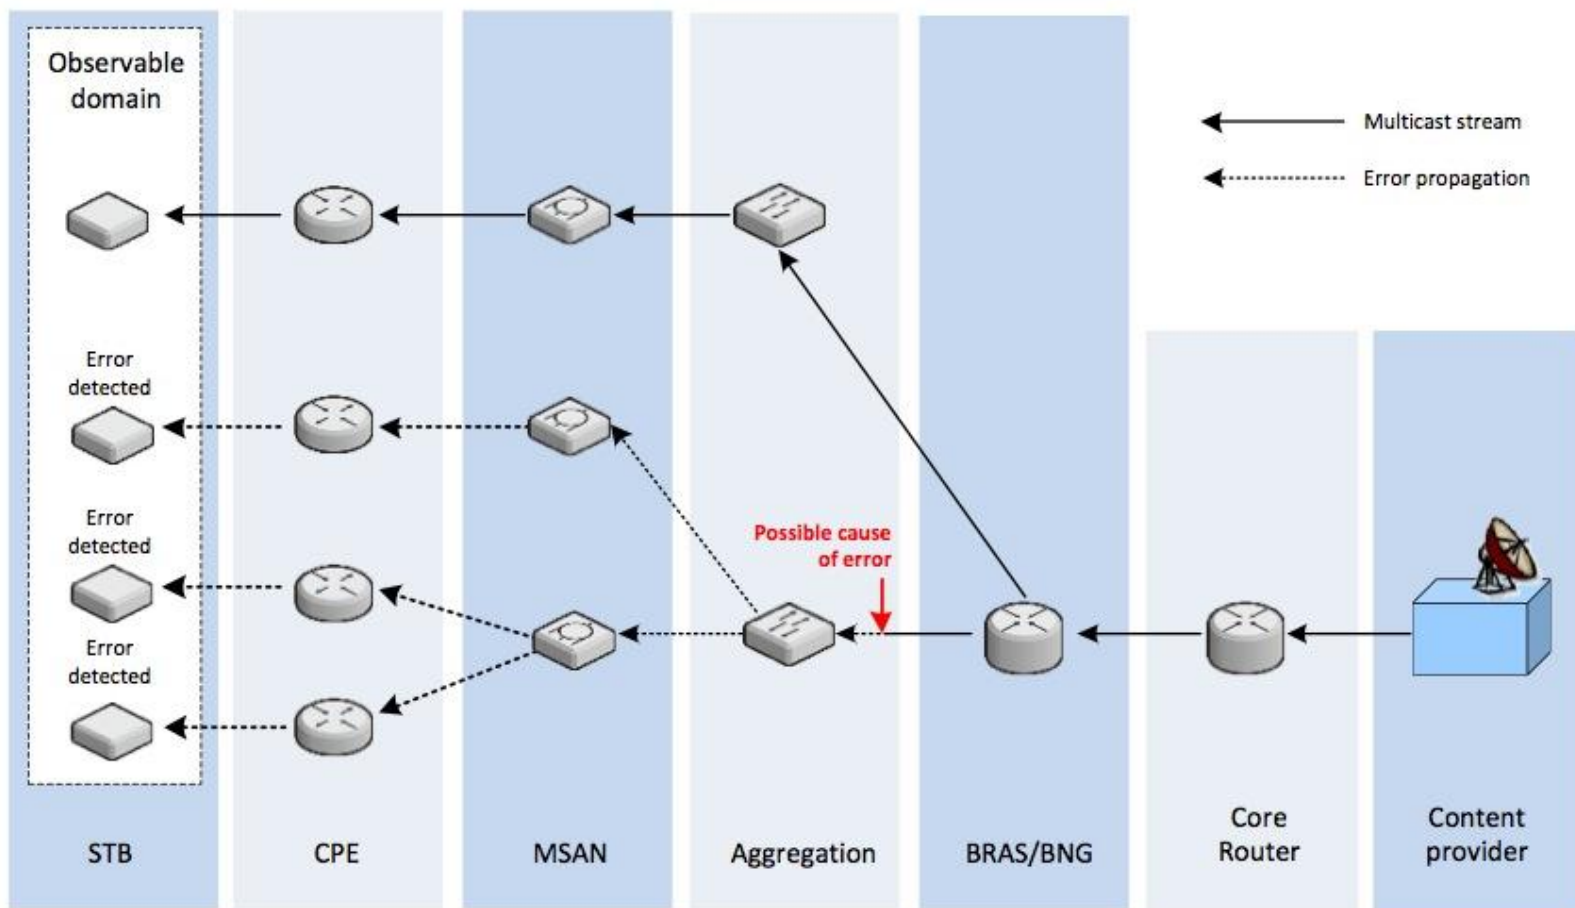 Observable
domain
Multicast stream
Error propagation
Error
detected
Error
detected
Possible cause
of error
Error
detected
STB
CPE
MSAN
Aggregation
BRAS/BNG
Core
Router
Content
provider